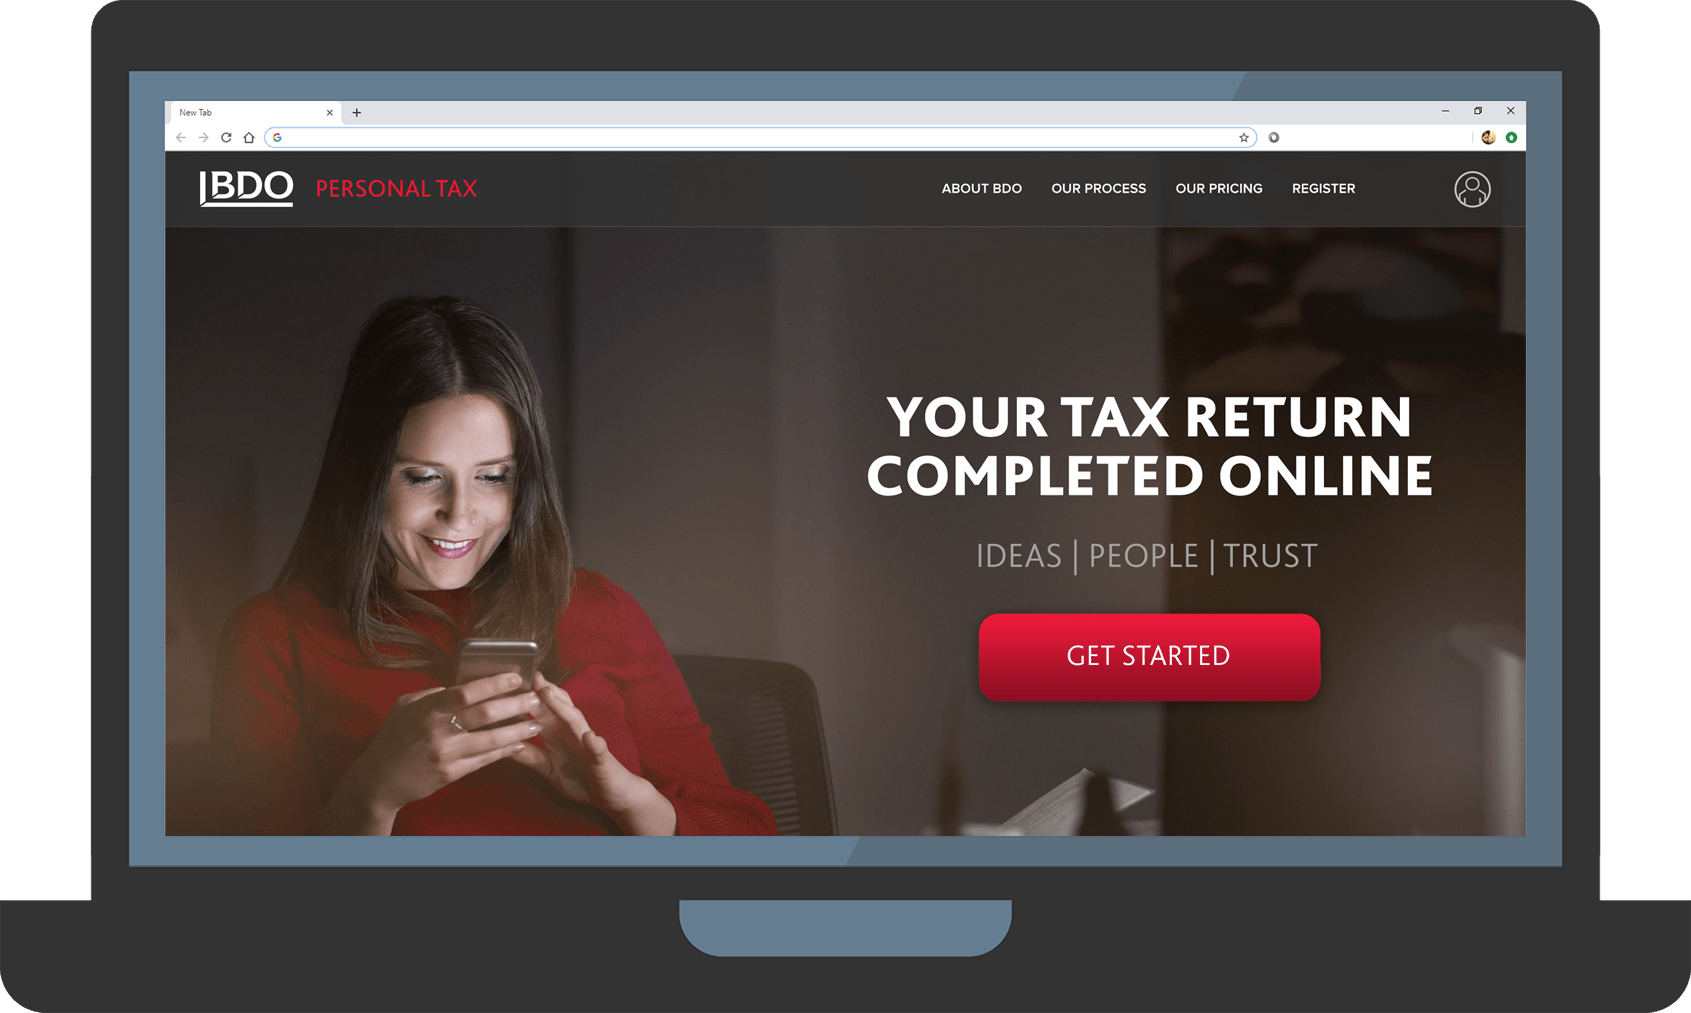 New Tab
BDO PERSONAL TAX ABOUT BDO OUR PROCESS OUR PRICING REGISTER
YOUR TAX RETURN
COMPLETED ONLINE
IDEAS | PEOPLE | TRUST
GET STARTED